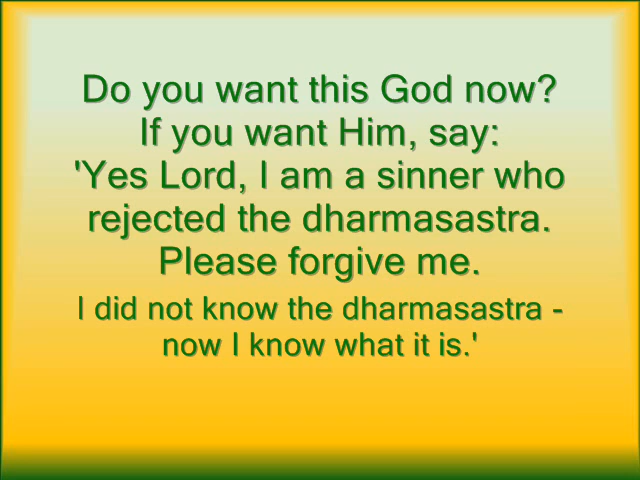 Do you want this God now?
If you want Him, say:
'Yes Lord, I am a sinner who
rejected the dharmasastra.
Please forgive me.
I did not know the dharmasastra -
now I know what it is.'